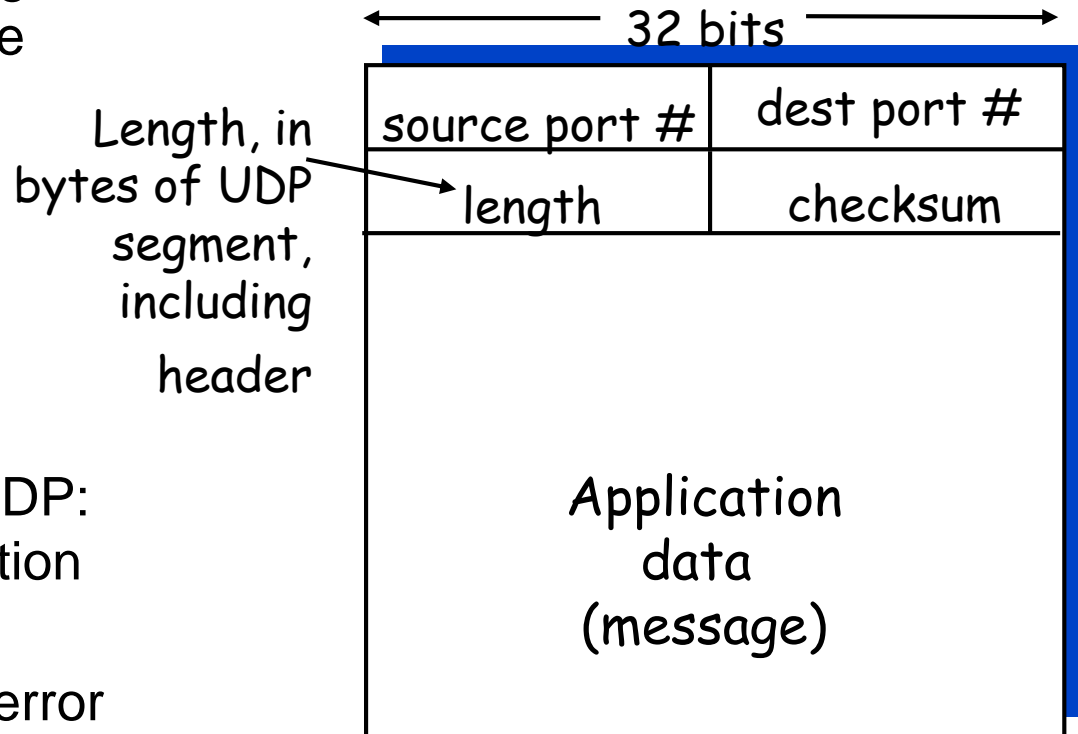 32 bits
e
Length, in
bytes of UDP
segment,
including
header
source port #
dest port #
length
checksum
DP:
tion
error
Application
data
(message)